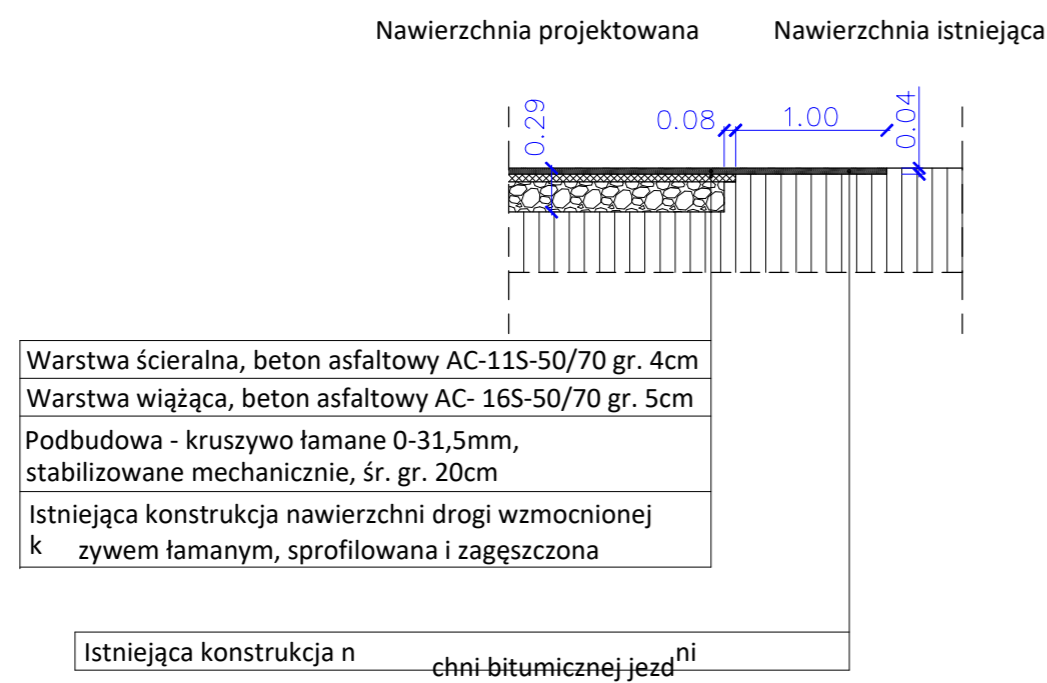 Nawierzchnia projektowana Nawierzchnia istniejąca
0.29 0.08 1.00 0.04
Warstwa ścieralna, beton asfaltowy AC-11S-50/70 gr. 4cm
Warstwa wiążąca, beton asfaltowy AC- 16S-50/70 gr. 5cm
Podbudowa - kruszywo łamane 0-31,5mm,
stabilizowane mechanicznie, śr. gr. 20cm
Istniejąca konstrukcja nawierzchni drogi wzmocnionej
k zywem łamanym, sprofilowana i zagęszczona
Istniejąca konstrukcja n chni bitumicznej jezd ni